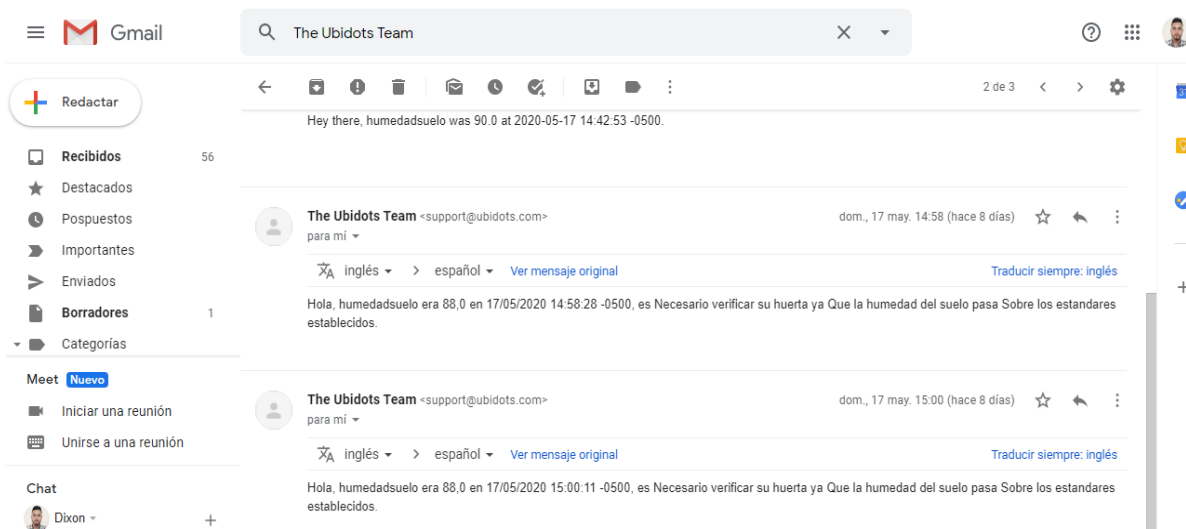 Gmail
The Ubidots Team
Redactar
2 de 3
Hey there, humedadsuelo was 90.0 at 2020-05-17 14:42:53 -0500.
Recibidos 56
Destacados
Pospuestos
Importantes
Enviados
Borradores 1
Categorías
Meet Nuevo
Iniciar una reunión
Unirse a una reunión
Chat
Dixon
The Ubidots Team <support@ubidots.com> dom., 17 may. 14:58 (hace 8 días)
para mí
inglés > español Ver mensaje original Traducir siempre: inglés
Hola, humedadsuelo era 88,0 en 17/05/2020 14:58:28 -0500, es Necesario verificar su huerta ya Que la humedad del suelo pasa Sobre los estandares
establecidos.
The Ubidots Team <support@ubidots.com> dom., 17 may. 15:00 (hace 8 días)
para mí
inglés > español Ver mensaje original Traducir siempre: inglés
Hola, humedadsuelo era 88,0 en 17/05/2020 15:00:11 -0500, es Necesario verificar su huerta ya Que la humedad del suelo pasa Sobre los estandares
establecidos.